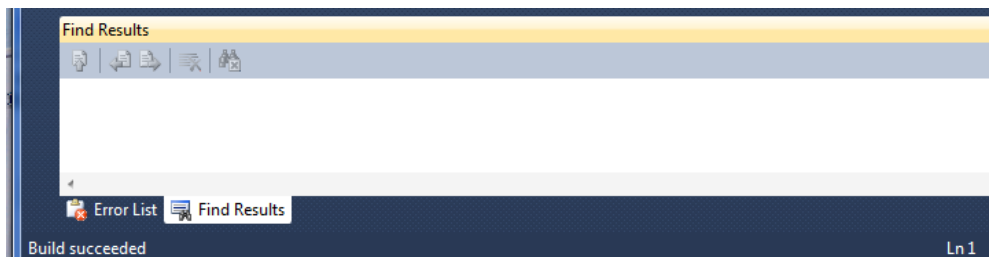 Find Results
Error List Find Results
Build succeeded Ln 1